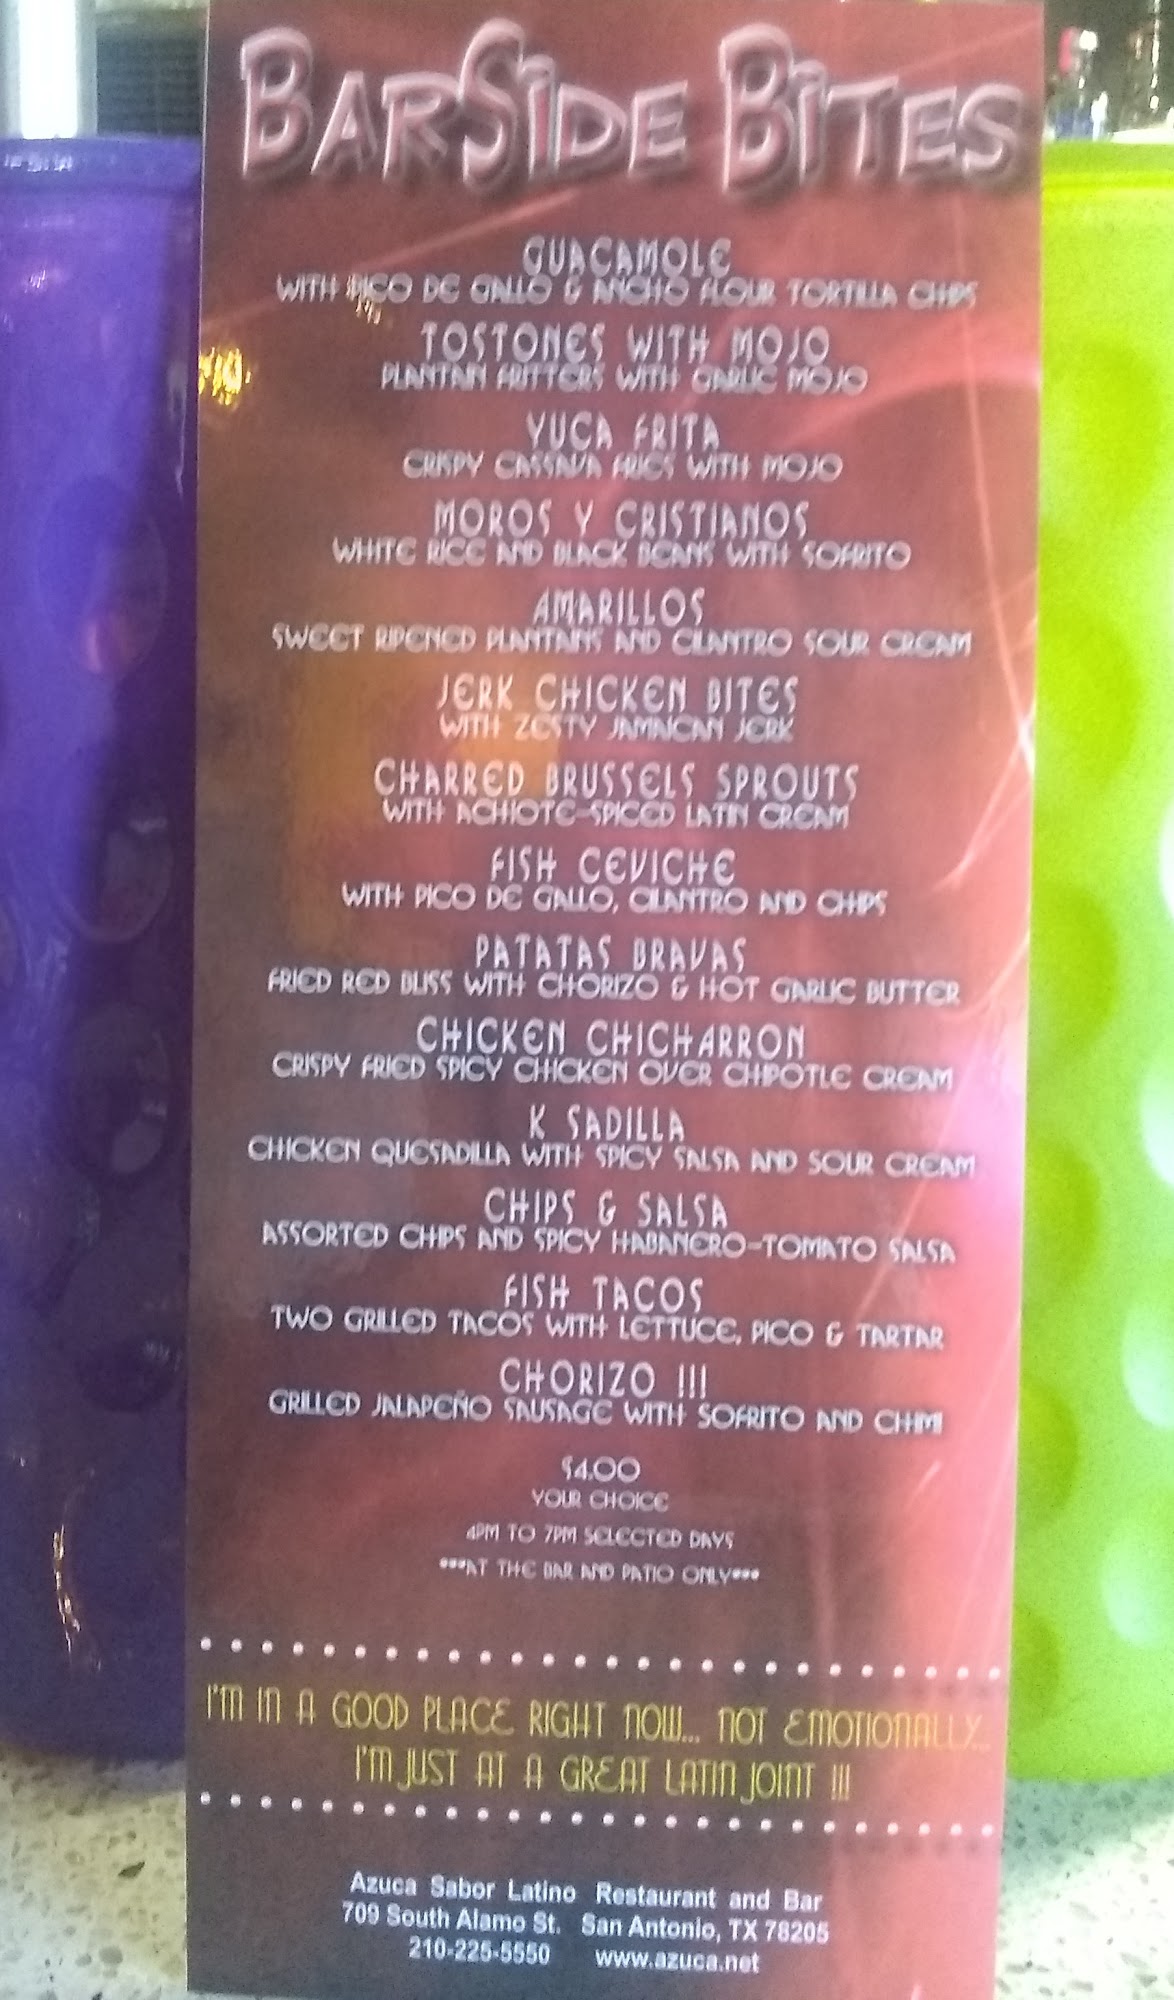 BARSIDE BITES
GUACAMOLE
WITH PICO DE GALLO & ANCHO FLOUR TORTILLA CHIPS
TOSTONES WITH MOJO
PLANTAIN FRITTERS WITH GARLIC MOJO
YUCA FRITA
CRISPY CASSAVA FRIES WITH MOJO
MOROS Y CRISTIANOS
WHITE RICE AND BLACK BEANS WITH SOFRITO
AMARILLOS
SWEET RIPENED PLANTAINS AND CILANTRO SOUR CREAM
JERK CHICKEN BITES
WITH ZESTY JAMAICAN JERK
CHARRED BRUSSELS SPROUTS
WITH ACHIOTE-SPICED LATIN CREAM
FISH CEVICHE
WITH PICO DE GALLO, CILANTRO AND CHIPS
PATATAS BRAVAS
FRIED RED BLISS WITH CHORIZO & HOT GARLIC BUTTER
CHICKEN CHICHARRON
CRISPY FRIED SPICY CHICKEN OVER CHIPOTLE CREAM
K SADILLA
CHICKEN QUESADILLA WITH SPICY SALSA AND SOUR CREAM
CHIPS & SALSA
ASSORTED CHIPS AND SPICY HABANERO-TOMATO SALSA
FISH TACOS
TWO GRILLED TACOS WITH LETTUCE, PICO & TARTAR
CHORIZO !!!
GRILLED JALAPEÑO SAUSAGE WITH SOFRITO AND CHIMI
$4.00
YOUR CHOICE
4PM TO 7PM SELECTED DAYS
***AT THE BAR AND PATIO ONLY***
I'M IN A GOOD PLACE RIGHT NOW... NOT EMOTIONALLY...
I'M JUST AT A GREAT LATIN JOINT !!!
Azuca Sabor Latino Restaurant and Bar
709 South Alamo St. San Antonio, TX 78205
210-225-5550 www.azuca.net